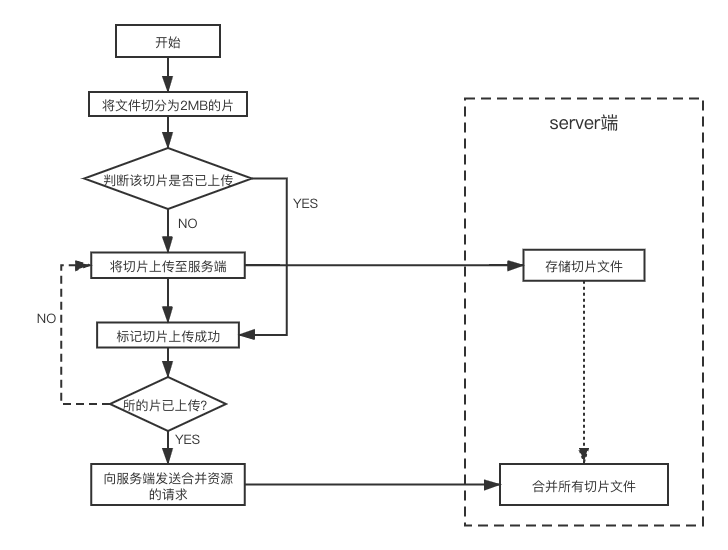 开始
将文件切分为2MB的片
server端
判断该切片是否已上传
YES
NO
将切片上传至服务端
存储切片文件
NO
标记切片上传成功
所的片已上传?
YES
向服务端发送合并资源
的请求
合并所有切片文件